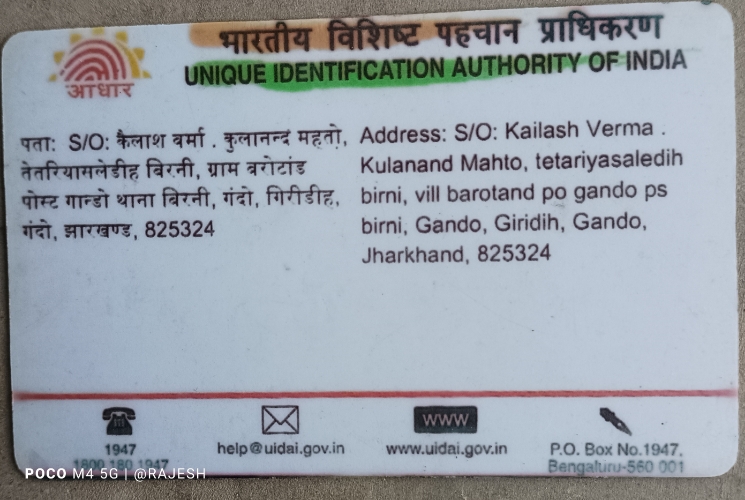 भारतीय विशिष्ट पहचान प्राधिकरण
UNIQUE IDENTIFICATION AUTHORITY OF INDIA
आधार
पता: S/O: कैलाश वर्मा . कुलानन्द महतो,
तेतरियासलेडीह बिरनी, ग्राम बरोटांड
पोस्ट गान्डो थाना बिरनी, गंदो, गिरीडीह,
गंदो, झारखण्ड, 825324
Address: S/O: Kailash Verma .
Kulanand Mahto, tetariyasaledih
birni, vill barotand po gando ps
birni, Gando, Giridih, Gando,
Jharkhand, 825324
1947
1800 180 1947
help@uidai.gov.in
WWW
www.uidai.gov.in
P.O. Box No.1947,
Bengaluru-560 001
POCO M4 5G | @RAJESH